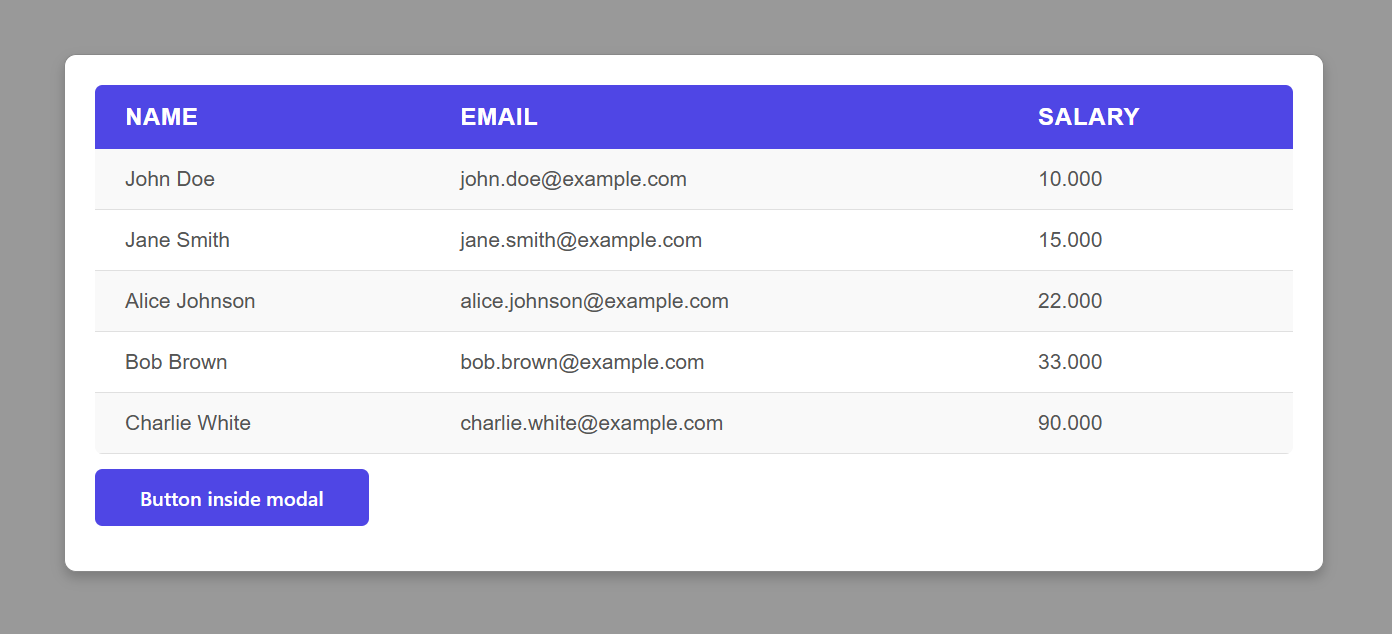 NAME EMAIL SALARY
John Doe john.doe@example.com 10.000
Jane Smith jane.smith@example.com 15.000
Alice Johnson alice.johnson@example.com 22.000
Bob Brown bob.brown@example.com 33.000
Charlie White charlie.white@example.com 90.000
Button inside modal